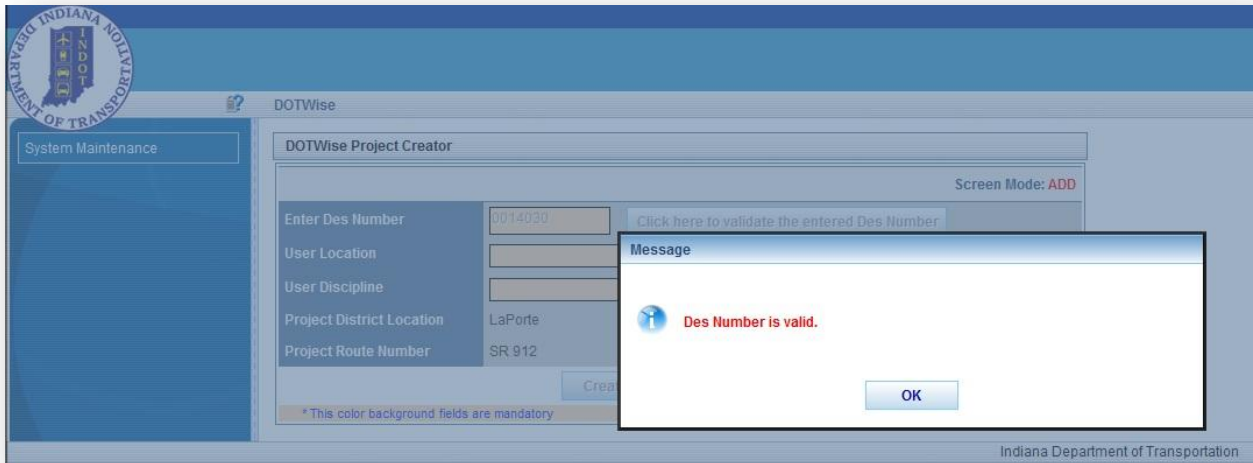 INDIANA DEPARTMENT OF TRANSPORTATION
INDOT
DOTWise
System Maintenance
DOTWise Project Creator
Screen Mode: ADD
Enter Des Number 0014030 Click here to validate the entered Des Number
User Location
User Discipline
Project District Location LaPorte
Project Route Number SR 912
Message
Des Number is valid.
OK
Crea
* This color background fields are mandatory
Indiana Department of Transportation